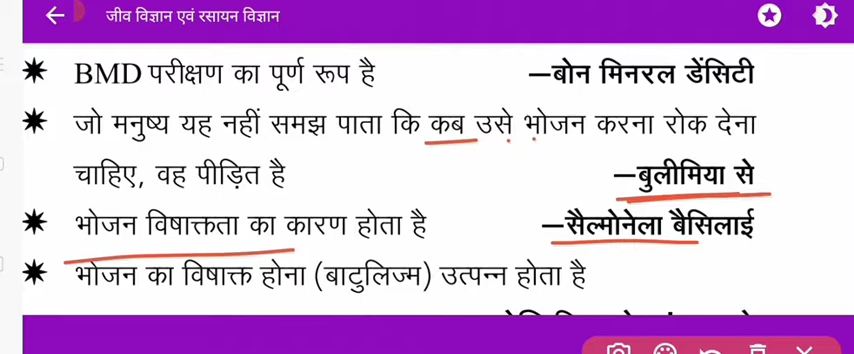 जीव विज्ञान एवं रसायन विज्ञान
BMD परीक्षण का पूर्ण रूप है —बोन मिनरल डेंसिटी
जो मनुष्य यह नहीं समझ पाता कि कब उसे भोजन करना रोक देना
चाहिए, वह पीड़ित है —बुलीमिया से
भोजन विषाक्तता का कारण होता है —सैल्मोनेला बैसिलाई
भोजन का विषाक्त होना (बाटुलिज्म) उत्पन्न होता है